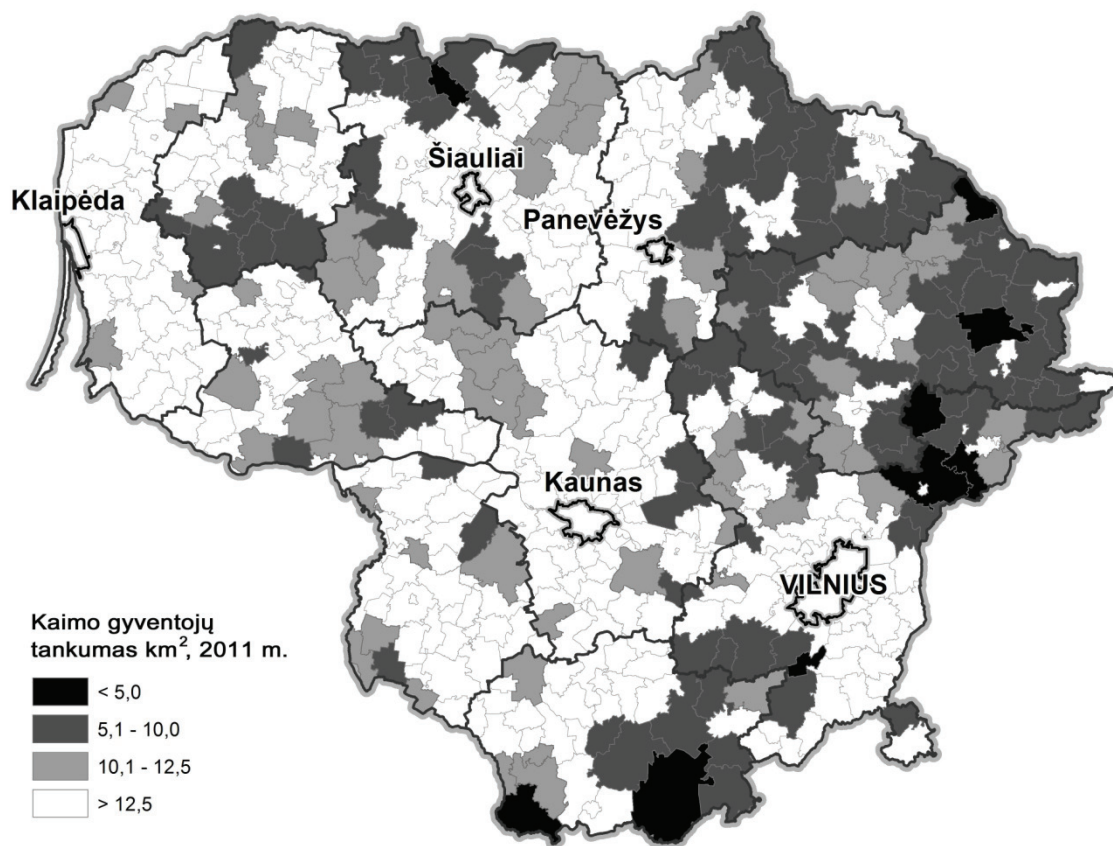 Šiauliai
Klaipėda
Panevėžys
Kaunas
VILNIUS
Kaimo gyventojų
tankumas km², 2011 m.
< 5,0
5,1 - 10,0
10,1 - 12,5
> 12,5